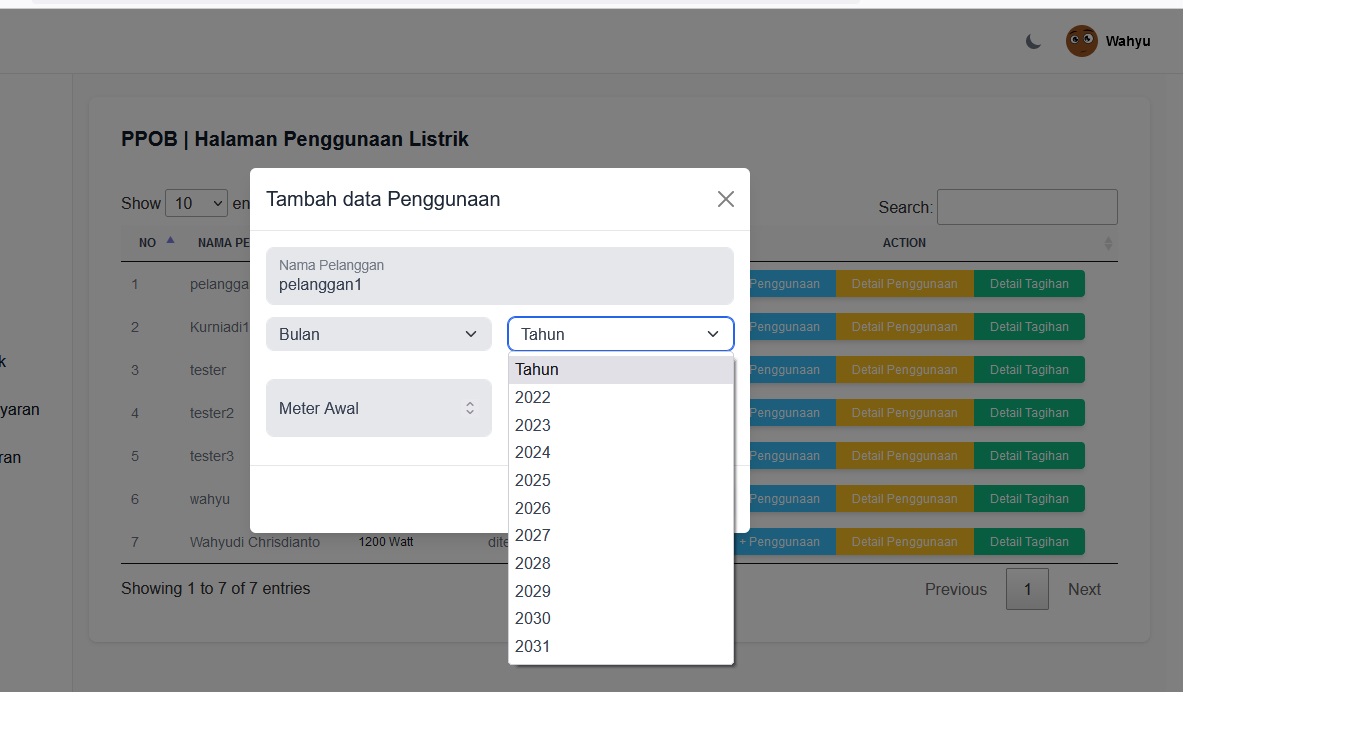 Wahyu
PPOB | Halaman Penggunaan Listrik
Show 10 en
Search:
NO NAMA PE ACTION
1 pelangga Penggunaan Detail Penggunaan Detail Tagihan
2 Kurniadi1 Penggunaan Detail Penggunaan Detail Tagihan
3 tester Penggunaan Detail Penggunaan Detail Tagihan
4 tester2 Penggunaan Detail Penggunaan Detail Tagihan
5 tester3 Penggunaan Detail Penggunaan Detail Tagihan
6 wahyu Penggunaan Detail Penggunaan Detail Tagihan
7 Wahyudi Chrisdianto 1200 Watt dite + Penggunaan Detail Penggunaan Detail Tagihan
Showing 1 to 7 of 7 entries
Previous 1 Next
k
yaran
ran
Tambah data Penggunaan
Nama Pelanggan
pelanggan1
Bulan
Tahun
Meter Awal
Tahun
2022
2023
2024
2025
2026
2027
2028
2029
2030
2031